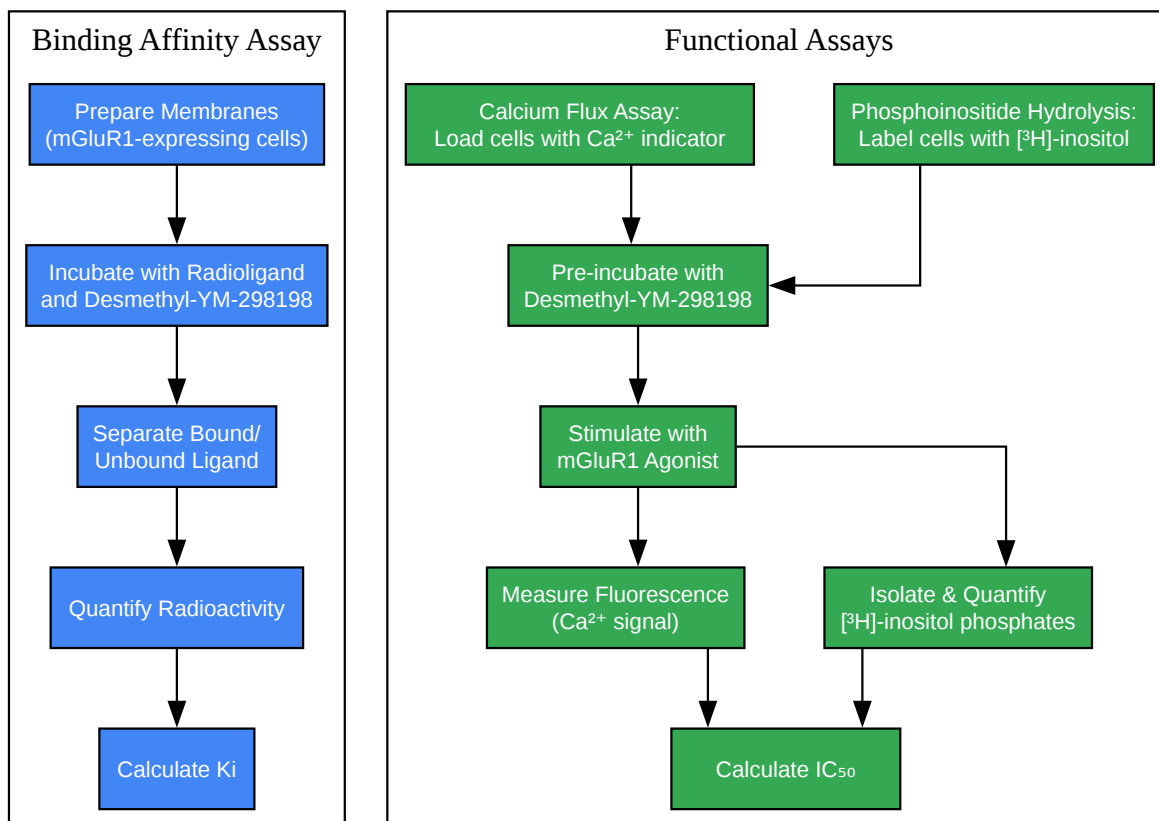 Binding Affinity Assay
Prepare Membranes
(mGluR1-expressing cells)
Incubate with Radioligand
and Desmethyl-YM-298198
Separate Bound/
Unbound Ligand
Quantify Radioactivity
Calculate Ki
Functional Assays
Calcium Flux Assay:
Load cells with Ca²⁺ indicator
Phosphoinositide Hydrolysis:
Label cells with [³H]-inositol
Pre-incubate with
Desmethyl-YM-298198
Stimulate with
mGluR1 Agonist
Measure Fluorescence
(Ca²⁺ signal)
Isolate & Quantify
[³H]-inositol phosphates
Calculate IC₅₀